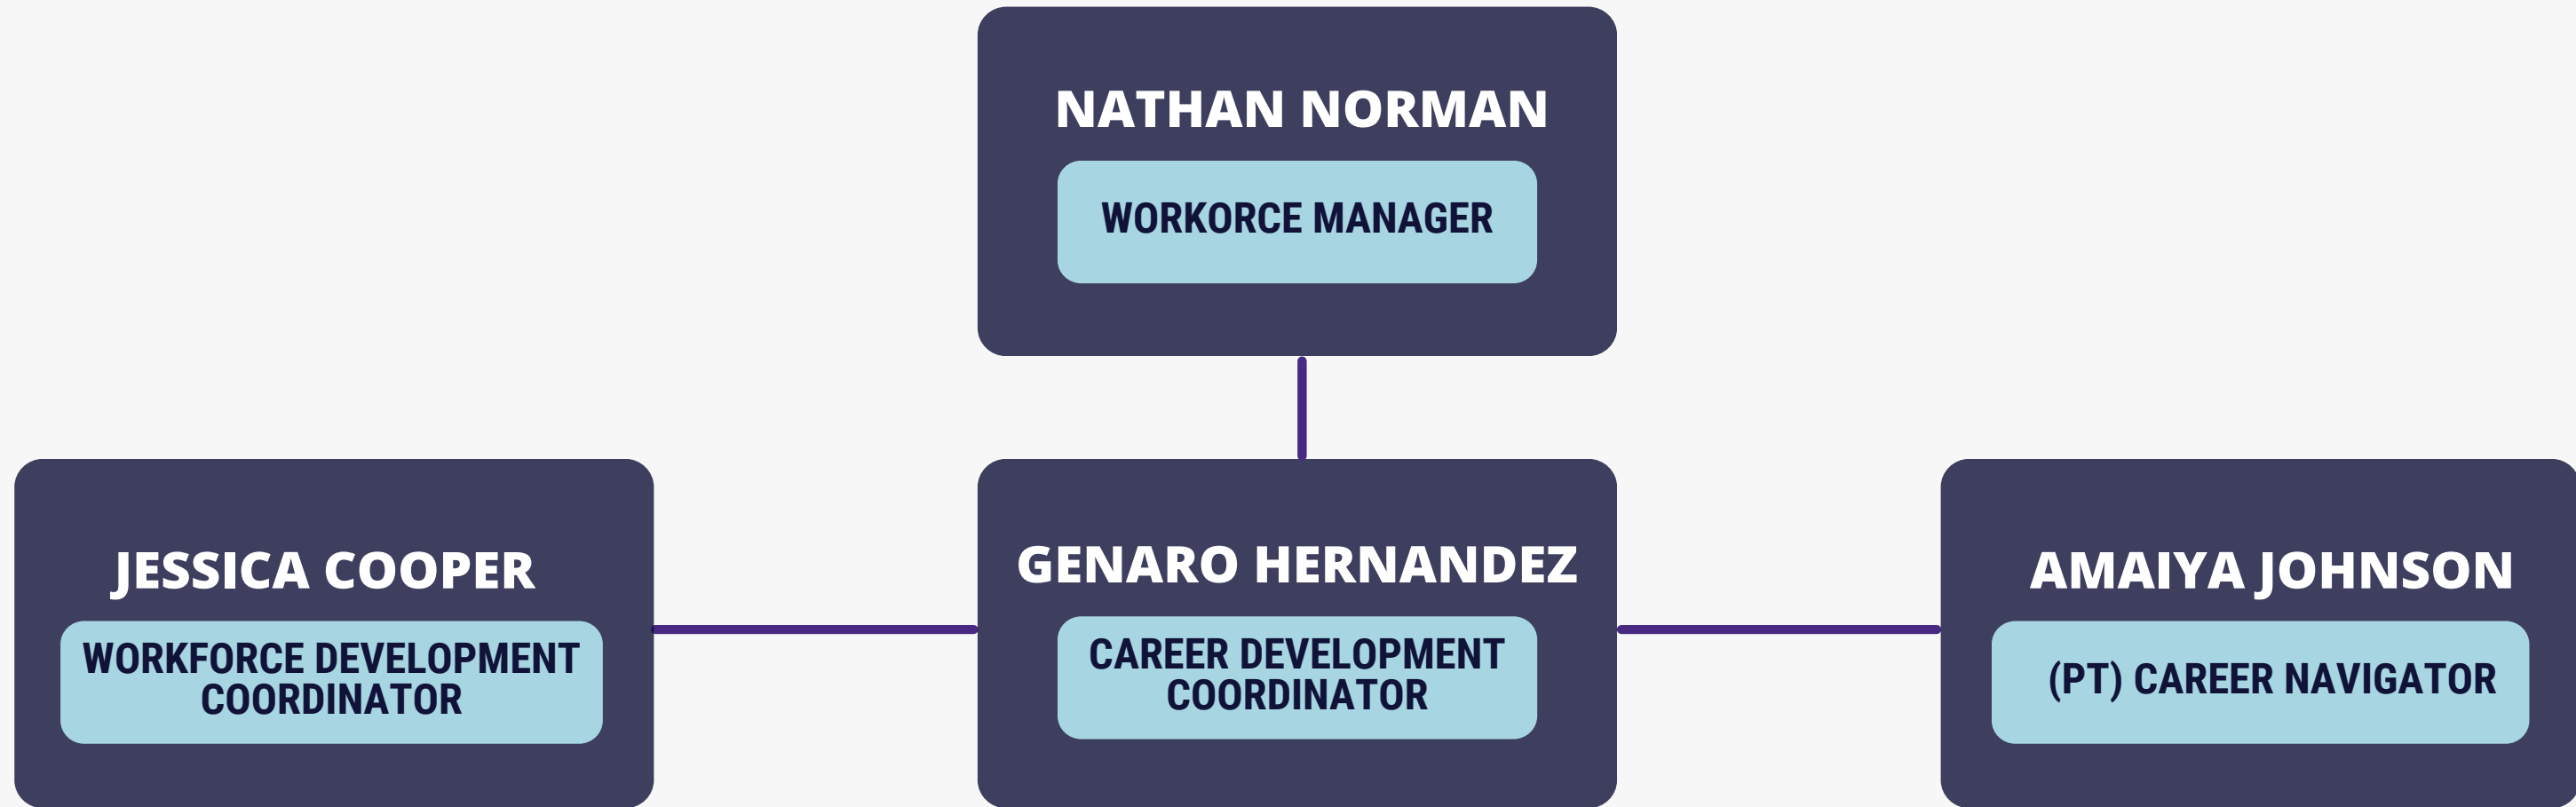 NATHAN NORMAN
WORKORCE MANAGER
JESSICA COOPER
WORKFORCE DEVELOPMENT
COORDINATOR
GENARO HERNANDEZ
CAREER DEVELOPMENT
COORDINATOR
AMAIYA JOHNSON
(PT) CAREER NAVIGATOR